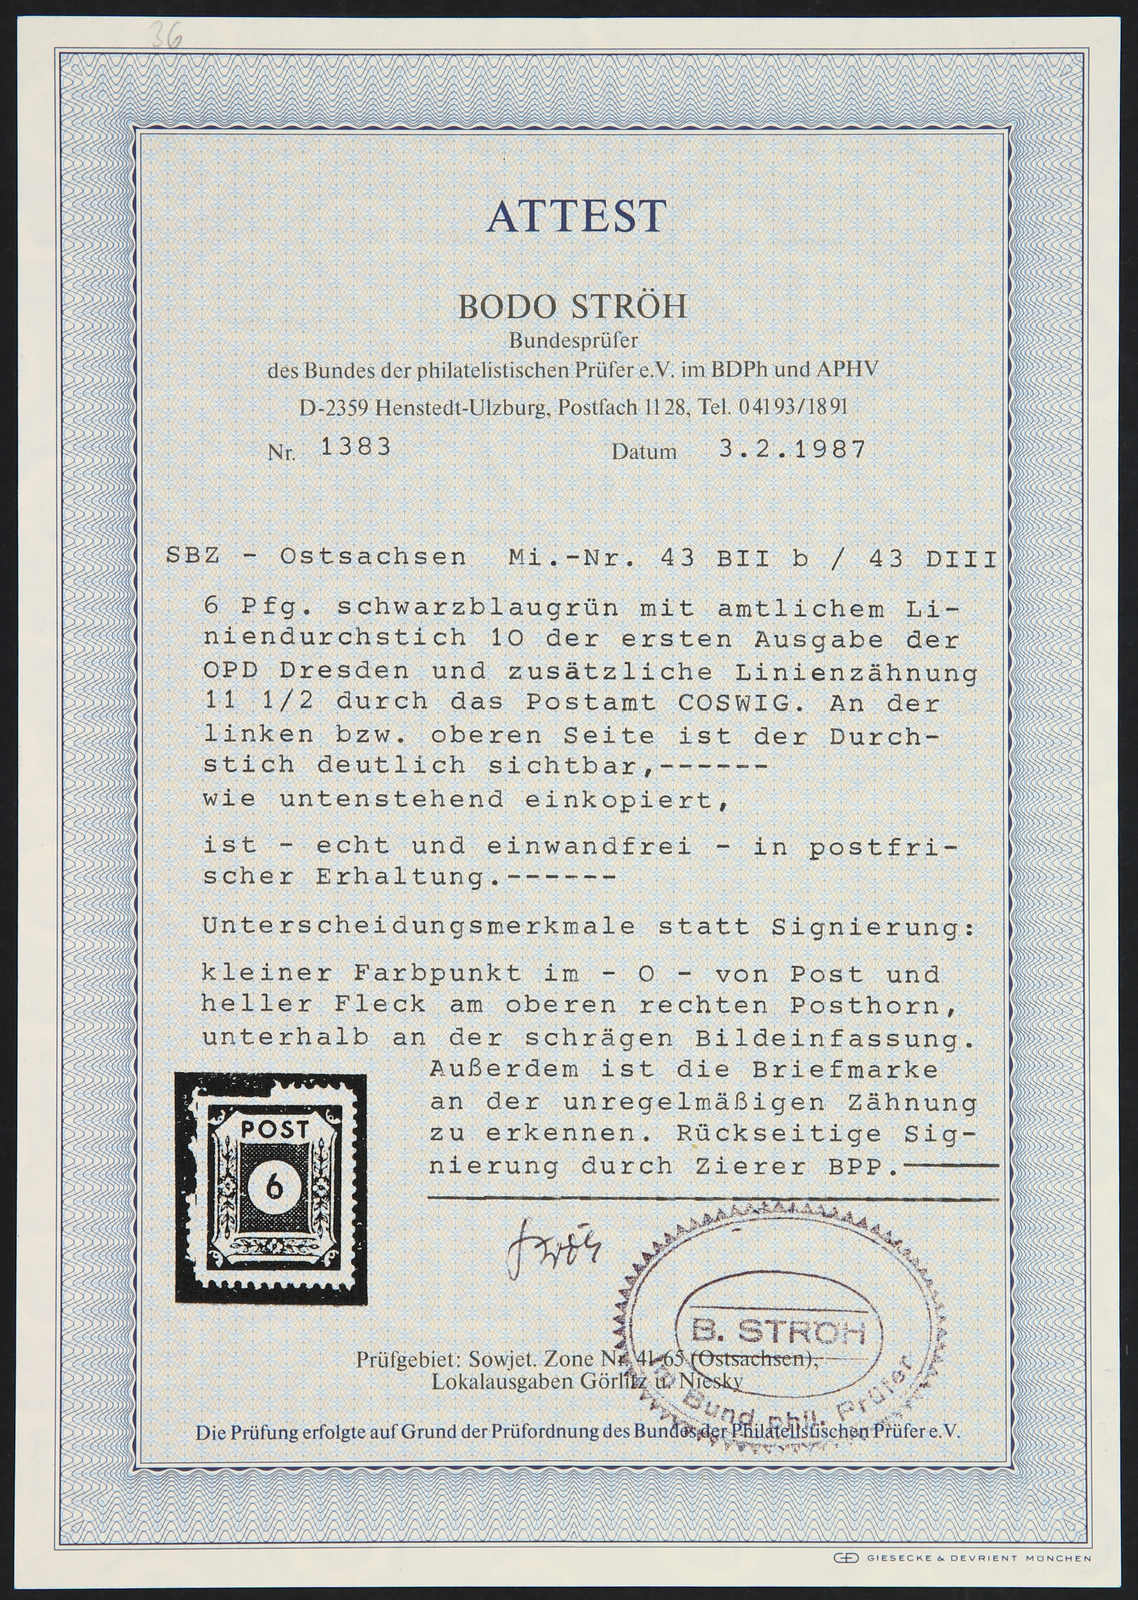 36
ATTEST
BODO STRÖH
Bundesprüfer
des Bundes der philatelistischen Prüfer e.V. im BDPh und APHV
D-2359 Henstedt-Ulzburg, Postfach 1128, Tel. 04193/1891
Nr. 1383 Datum 3.2.1987
SBZ - Ostsachsen Mi.-Nr. 43 BII b / 43 DIII
6 Pfg. schwarzblaugrün mit amtlichem Li-
niendurchstich 10 der ersten Ausgabe der
OPD Dresden und zusätzliche Linienzähnung
11 1/2 durch das Postamt COSWIG. An der
linken bzw. oberen Seite ist der Durch-
stich deutlich sichtbar,------
wie untenstehend einkopiert,
ist - echt und einwandfrei - in postfri-
scher Erhaltung.------
Unterscheidungsmerkmale statt Signierung:
kleiner Farbpunkt im - O - von Post und
heller Fleck am oberen rechten Posthorn,
unterhalb an der schrägen Bildeinfassung.
Außerdem ist die Briefmarke
an der unregelmäßigen Zähnung
zu erkennen. Rückseitige Sig-
nierung durch Zierer BPP.
POST
6
Ströh
B. STRÖH
im Bund phil. Prüfer
Prüfgebiet: Sowjet. Zone Nr. 41-65 (Ostsachsen),
Lokalausgaben Görlitz u. Niesky
Die Prüfung erfolgte auf Grund der Prüfordnung des Bundes der Philatelistischen Prüfer e.V.
GD GIESECKE & DEVRIENT MÜNCHEN